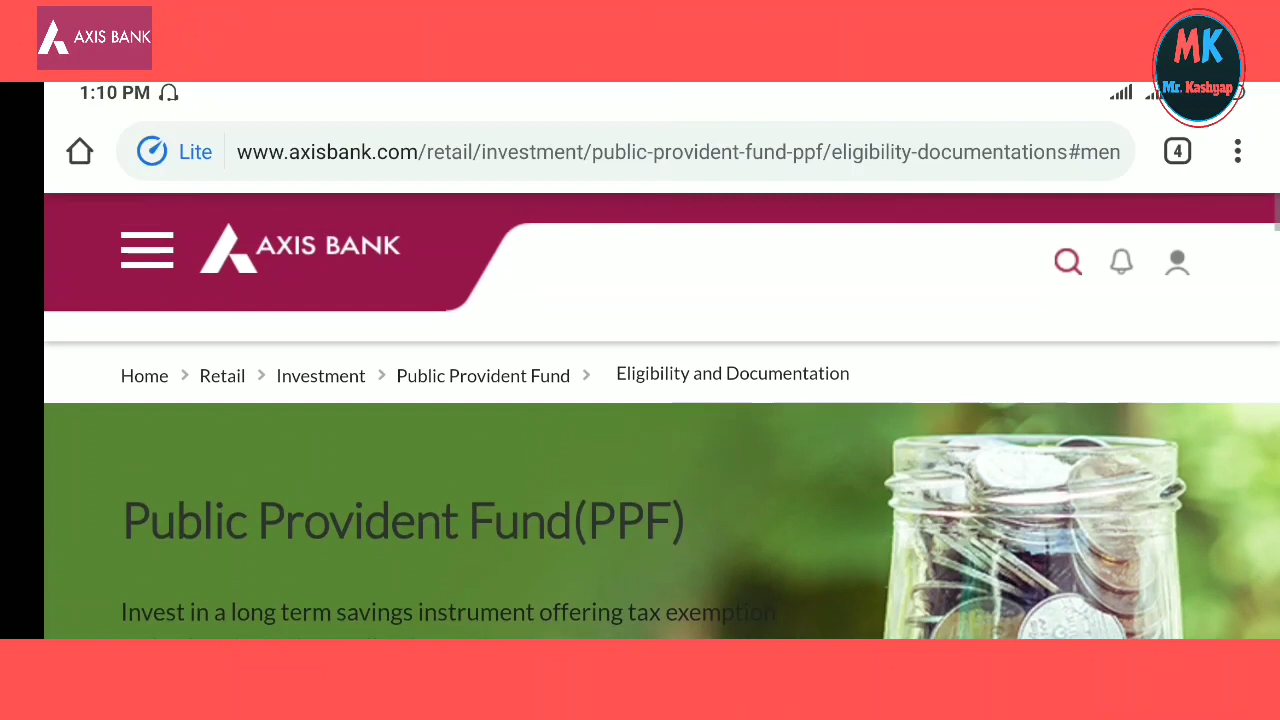 AXIS BANK
MK
Mr. Kashyap
1:10 PM
Lite www.axisbank.com/retail/investment/public-provident-fund-ppf/eligibility-documentations#men
4
AXIS BANK
Home > Retail > Investment > Public Provident Fund > Eligibility and Documentation
Public Provident Fund(PPF)
Invest in a long term savings instrument offering tax exemption